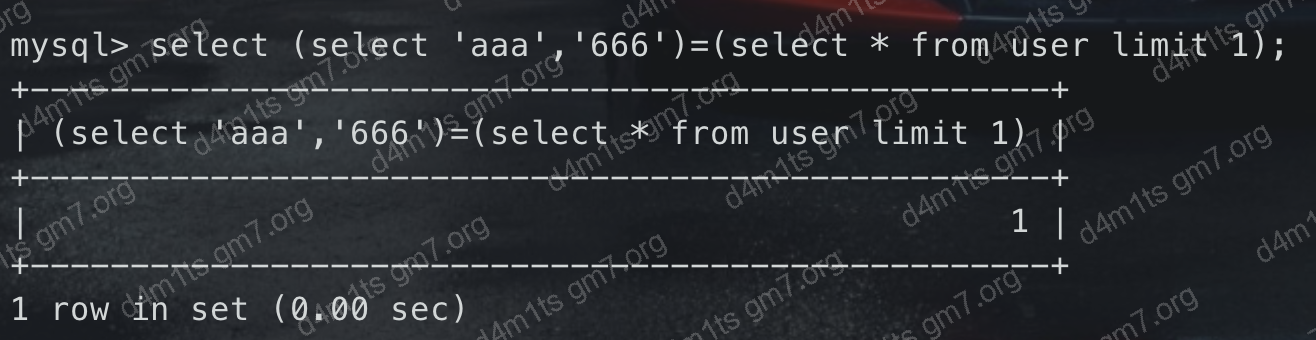 mysql> select (select 'aaa','666')=(select * from user limit 1);
+---------------------------------------------------+
| (select 'aaa','666')=(select * from user limit 1) |
+---------------------------------------------------+
|                                                 1 |
+---------------------------------------------------+
1 row in set (0.00 sec)
d4m1ts gm7.org